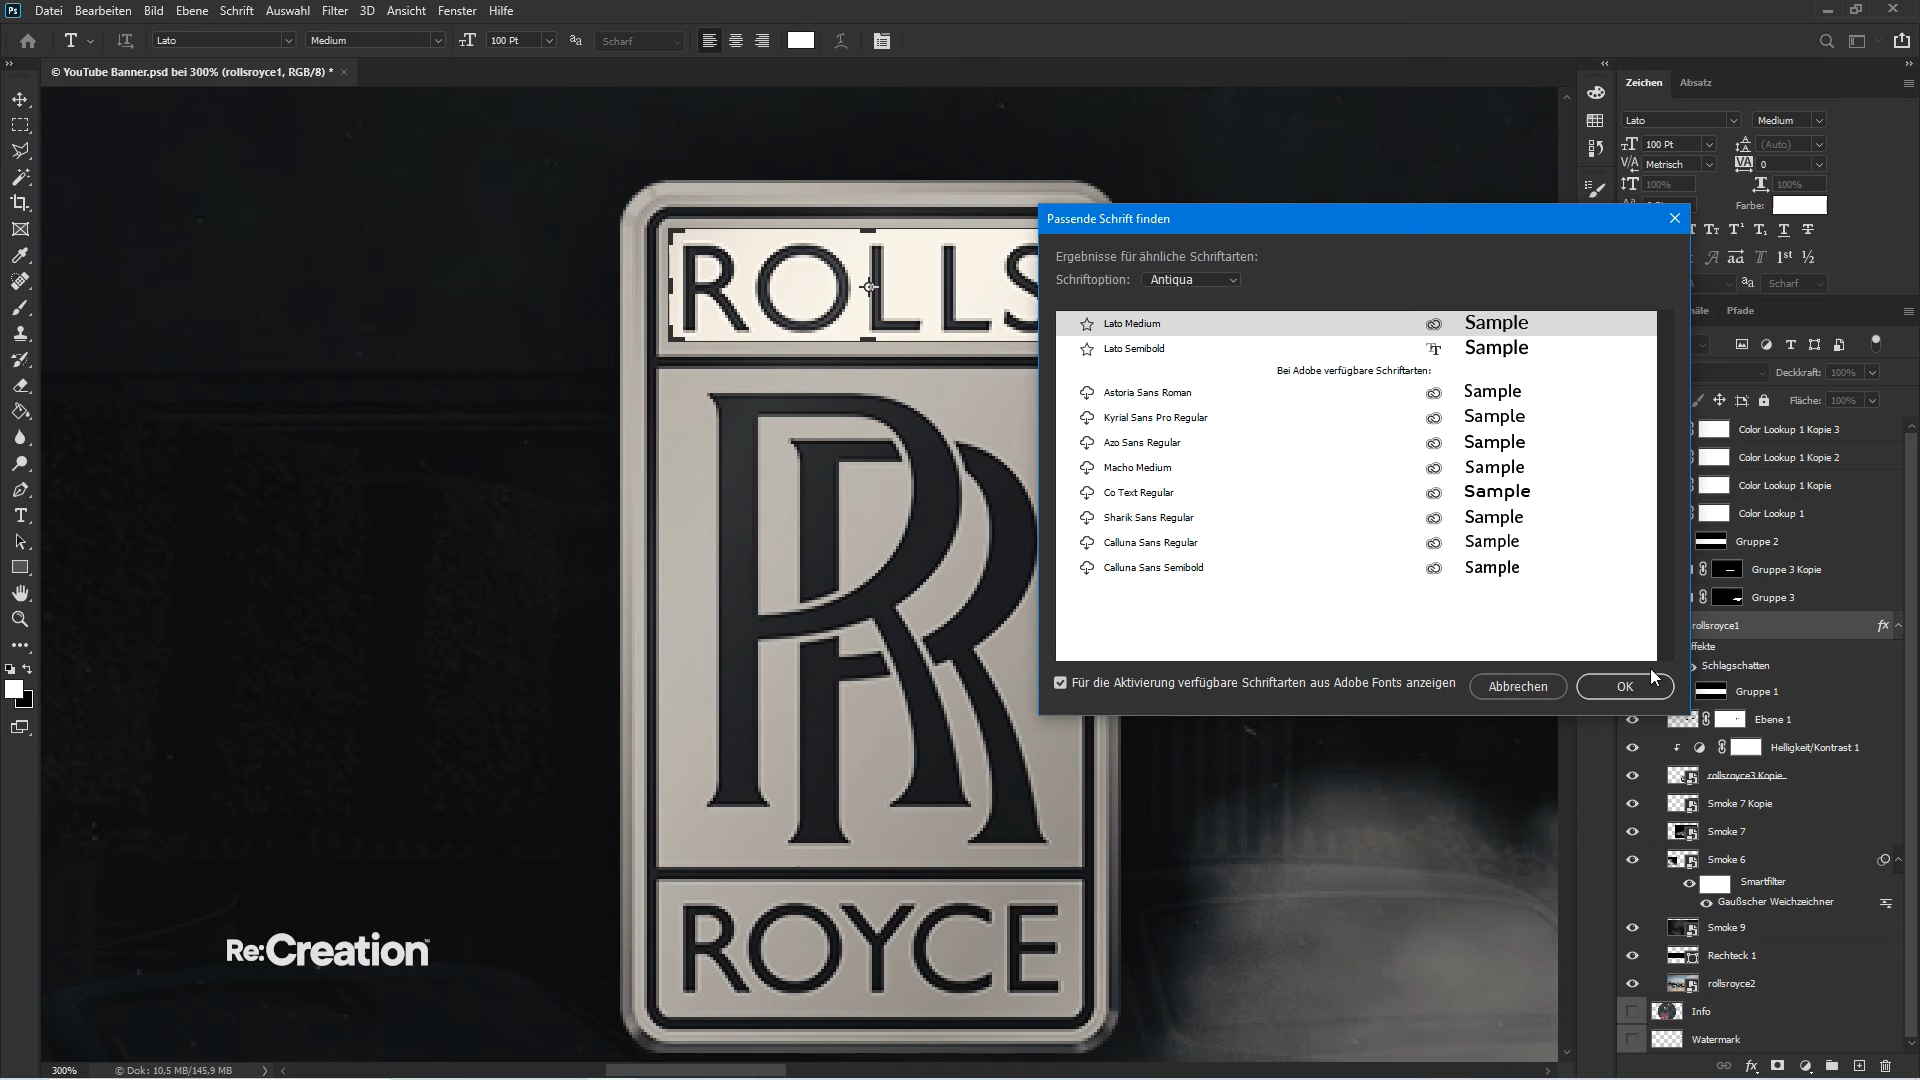 Ps Datei Bearbeiten Bild Ebene Schrift Auswahl Filter 3D Ansicht Fenster Hilfe
Lato Medium 100 Pt Scharf
© YouTube Banner.psd bei 300% (rollsroyce1, RGB/8) *
ROLLS
ROYCE
Re:Creation
Passende Schrift finden
Ergebnisse für ähnliche Schriftarten:
Schriftoption: Antiqua
Lato Medium Sample
Lato Semibold Sample
Bei Adobe verfügbare Schriftarten:
Astoria Sans Roman Sample
Kyrial Sans Pro Regular Sample
Azo Sans Regular Sample
Macho Medium Sample
Co Text Regular Sample
Sharik Sans Regular Sample
Calluna Sans Regular Sample
Calluna Sans Semibold Sample
Für die Aktivierung verfügbare Schriftarten aus Adobe Fonts anzeigen
Abbrechen OK
Zeichen Absatz
Lato Medium
100 Pt (Auto)
Metrisch 0
100% 100%
Farbe:
Scharf
Pfade
Deckkraft: 100%
Fläche: 100%
Color Lookup 1 Kopie 3
Color Lookup 1 Kopie 2
Color Lookup 1 Kopie
Color Lookup 1
Gruppe 2
Gruppe 3 Kopie
Gruppe 3
rollsroyce1 fx
Schlagschatten
Gruppe 1
Ebene 1
Helligkeit/Kontrast 1
rollsroyce3 Kopie
Smoke 7 Kopie
Smoke 7
Smoke 6
Smartfilter
Gaußscher Weichzeichner
Smoke 9
Rechteck 1
rollsroyce2
Info
Watermark
300% © Dok: 10,5 MB/145,9 MB